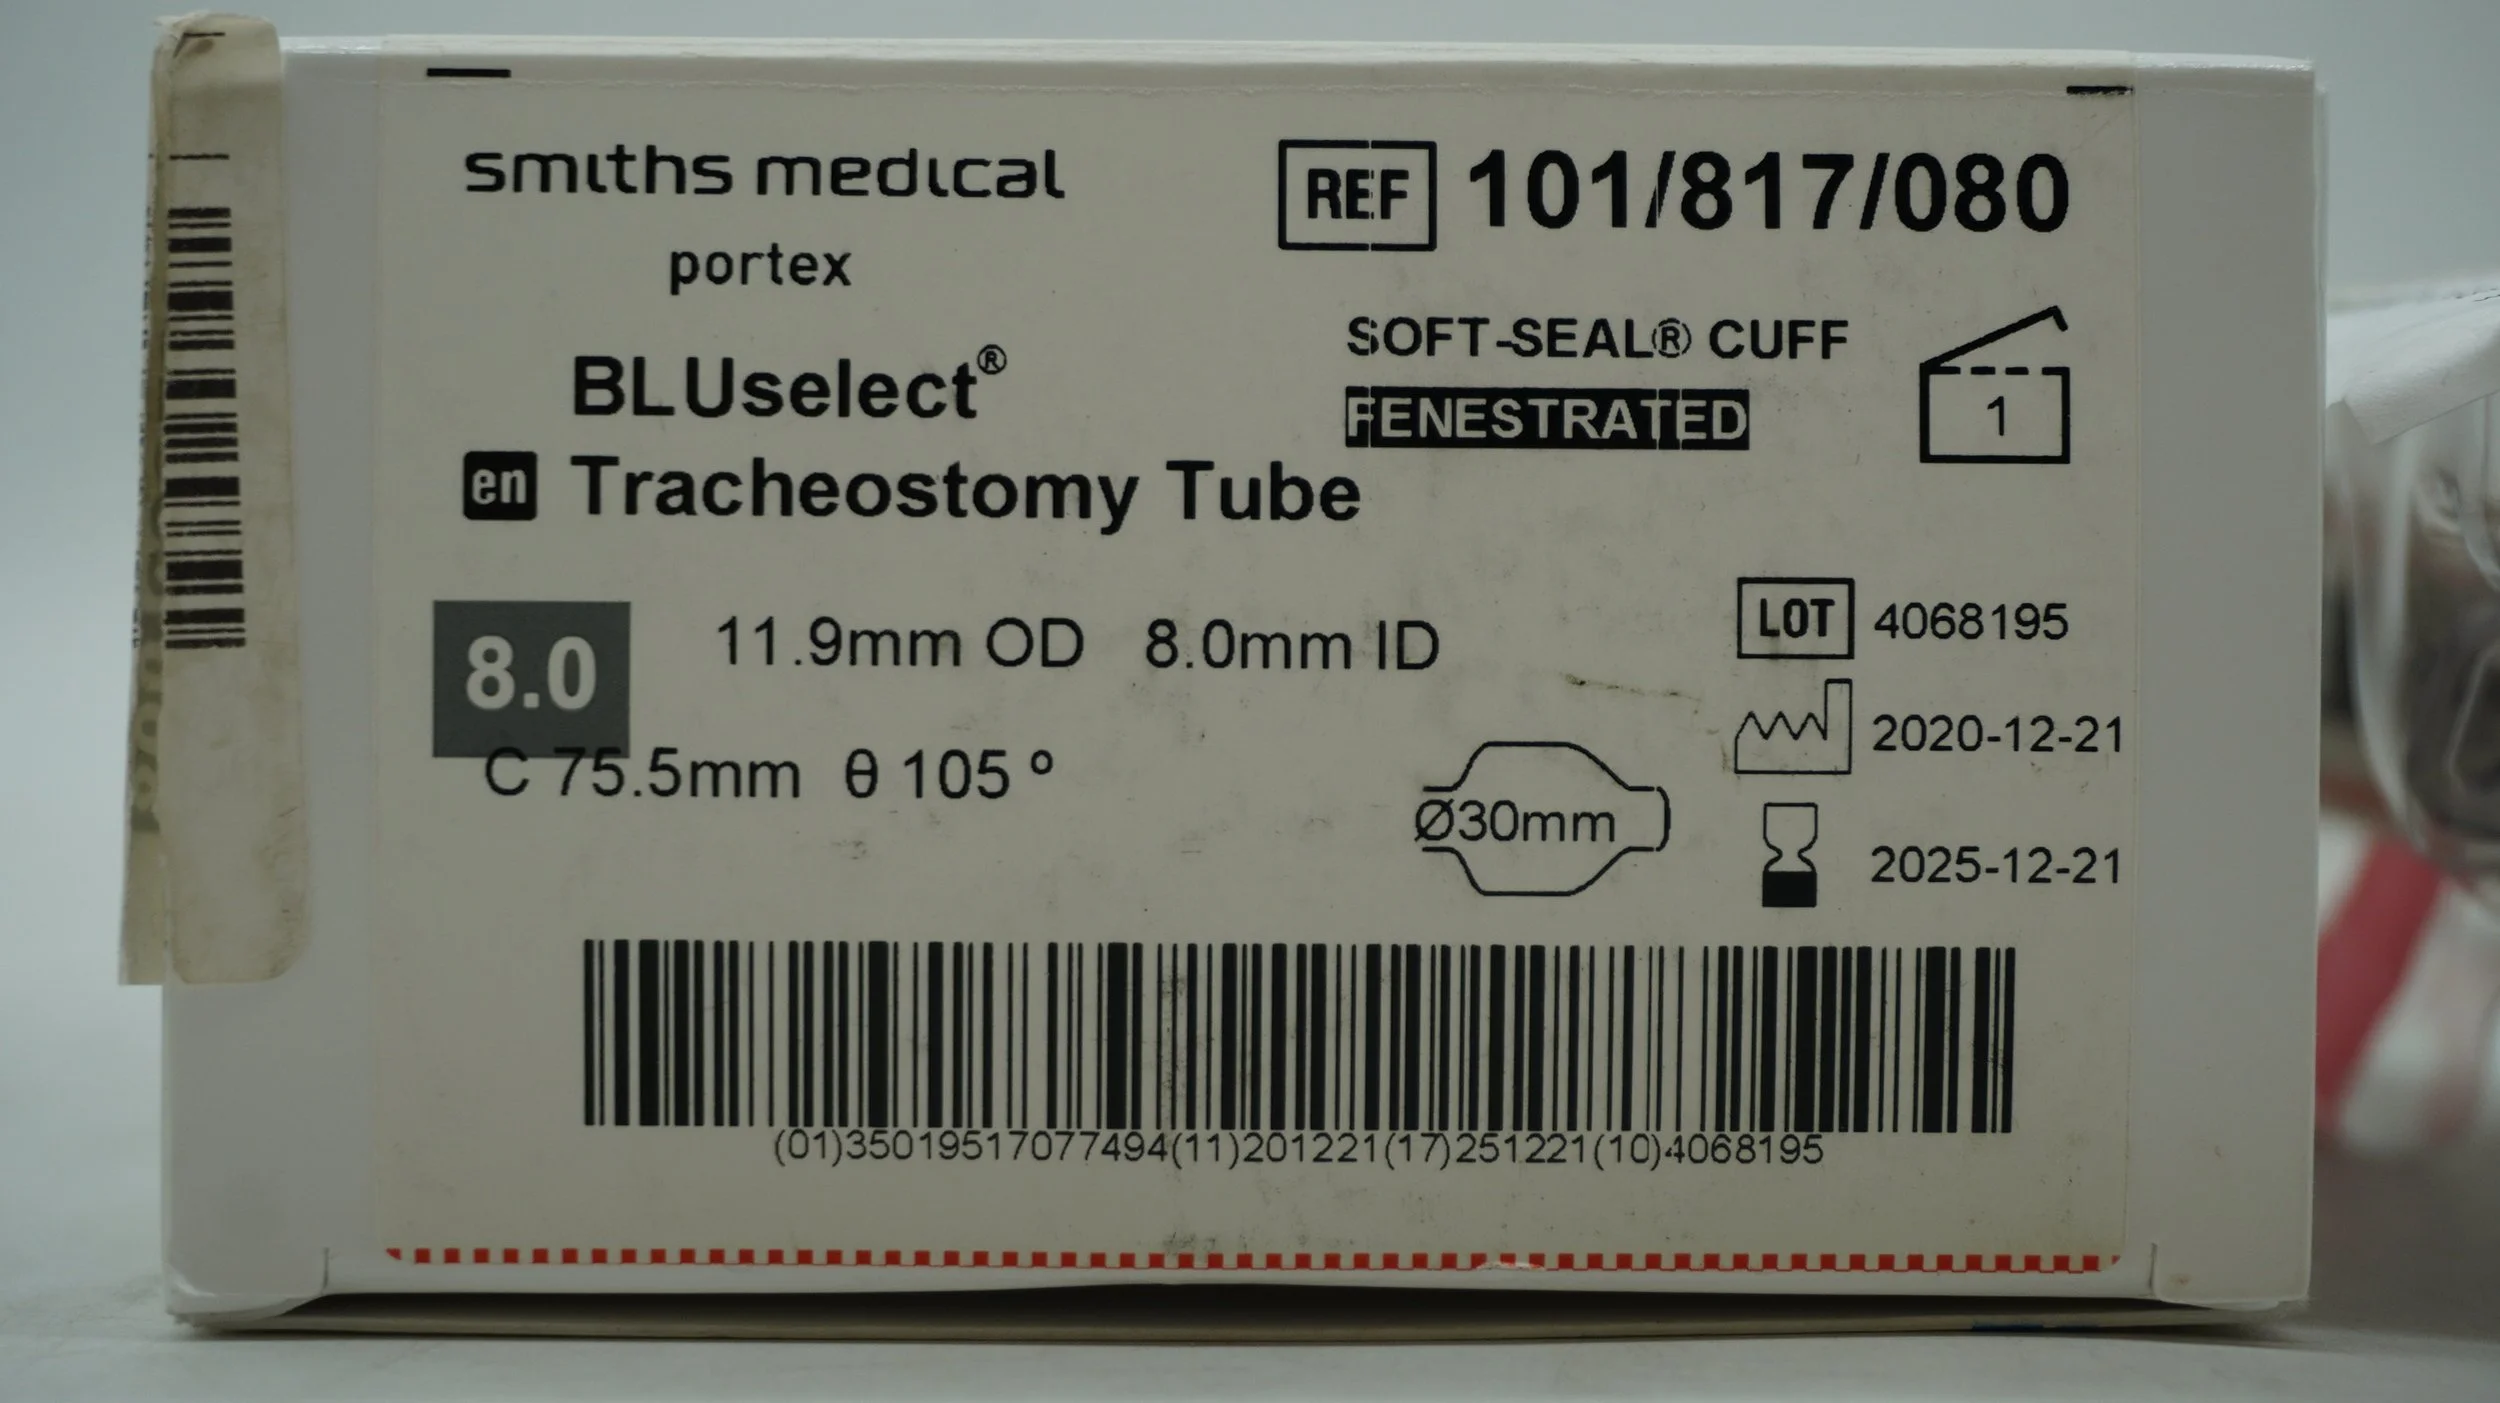 smiths medical
portex
BLUselect®
en Tracheostomy Tube
REF 101/817/080
SOFT-SEAL® CUFF
FENESTRATED
1
8.0
11.9mm OD 8.0mm ID
C 75.5mm θ 105 º
Ø30mm
LOT 4068195
2020-12-21
2025-12-21
(01)35019517077494(11)201221(17)251221(10)4068195